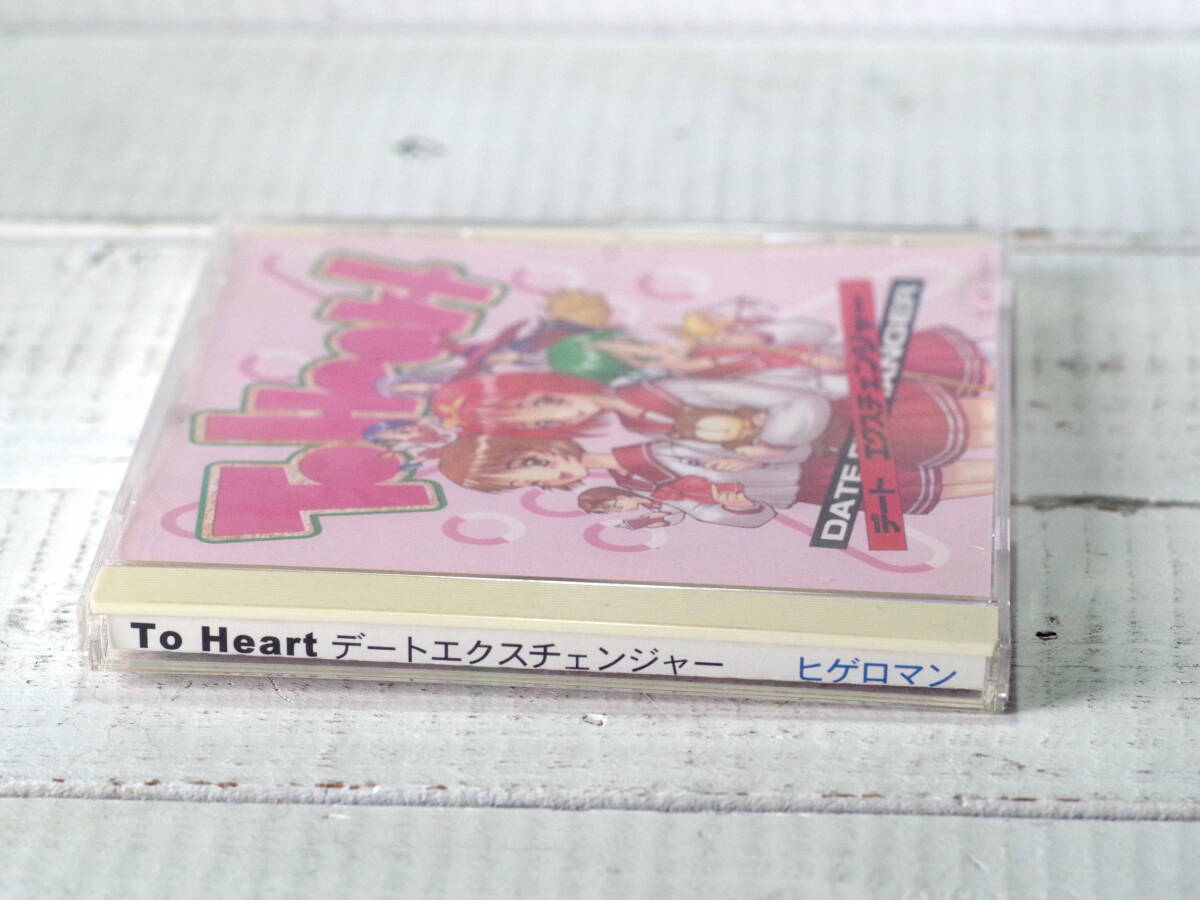 To Heart
デート エクスチェンジャー
DATE ANGER
To Heart デートエクスチェンジャー ヒゲロマン